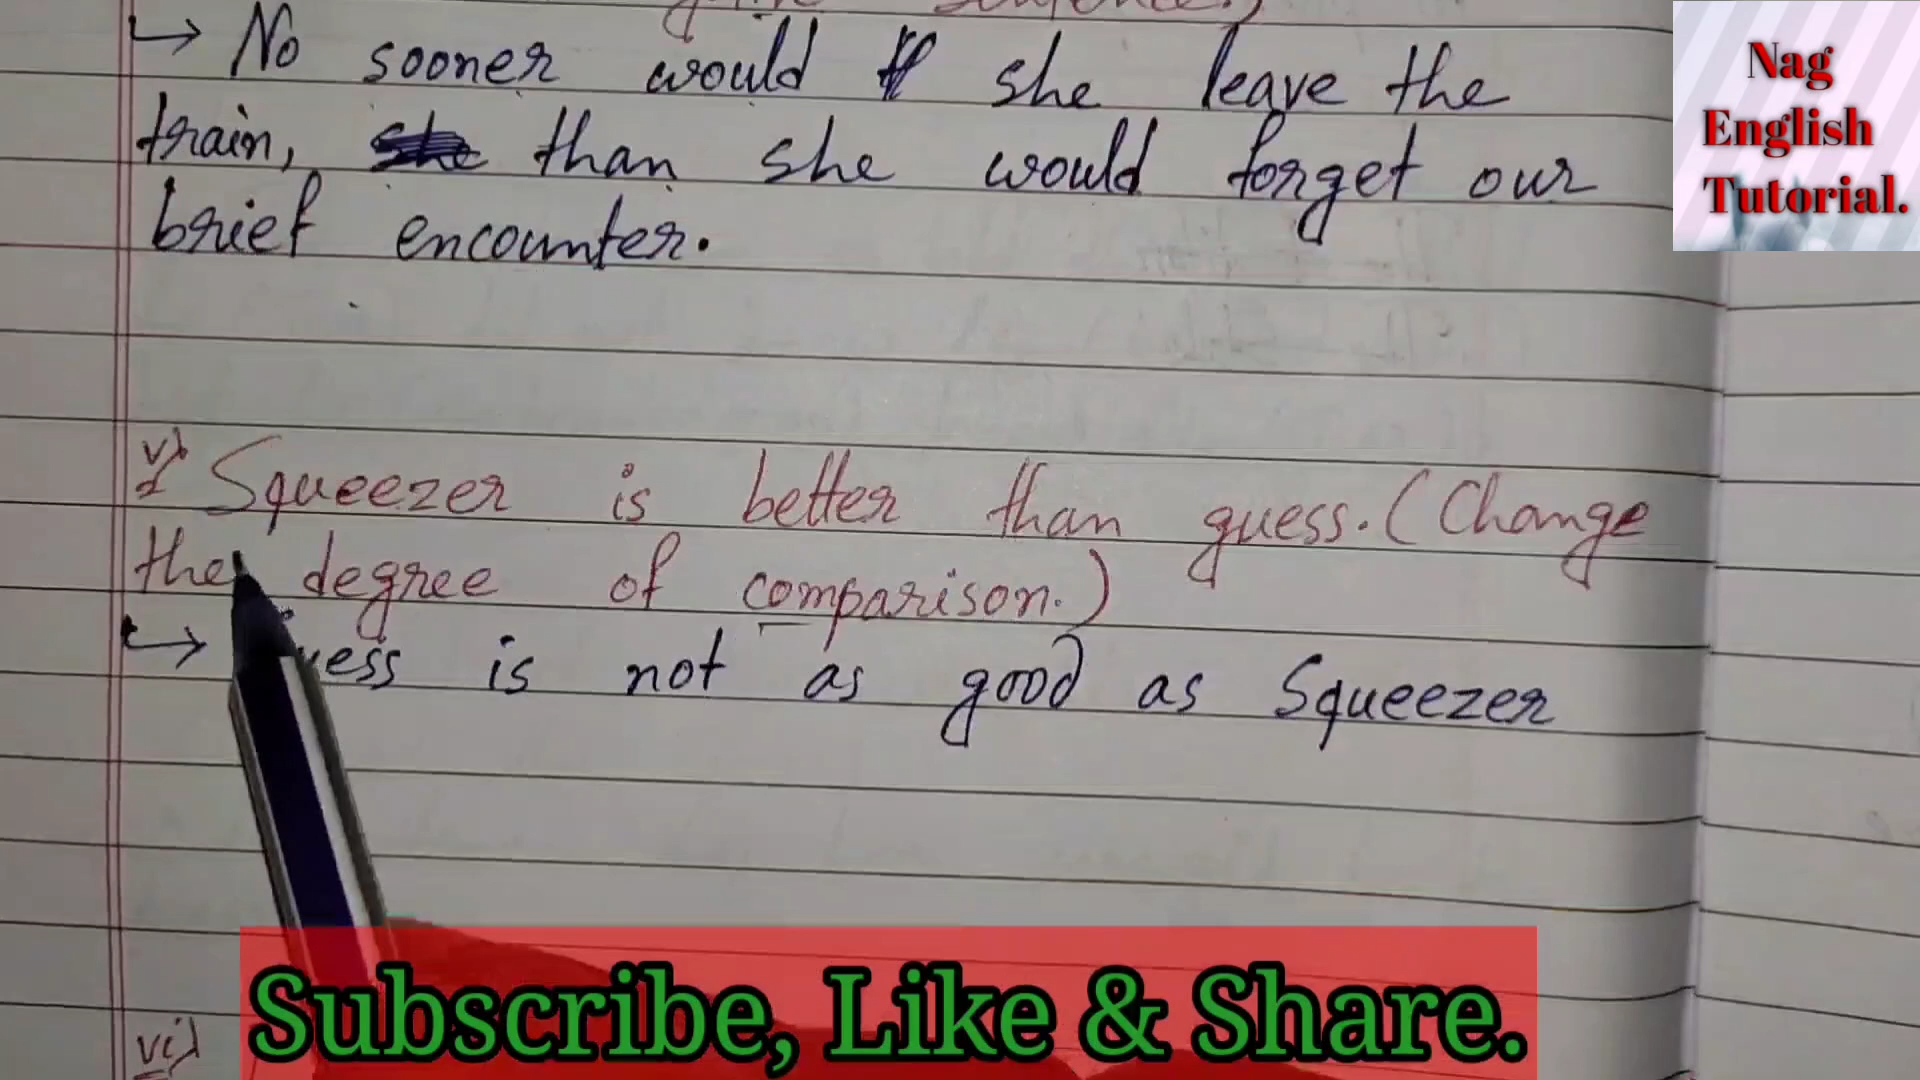 ↳ No sooner would she leave the
train, than she would forget our
brief encounter.
v) Squeezer is better than guess. (Change
the degree of comparison.)
↳ is not as good as Squeezer
vi)
Nag
English
Tutorial.
Subscribe, Like & Share.